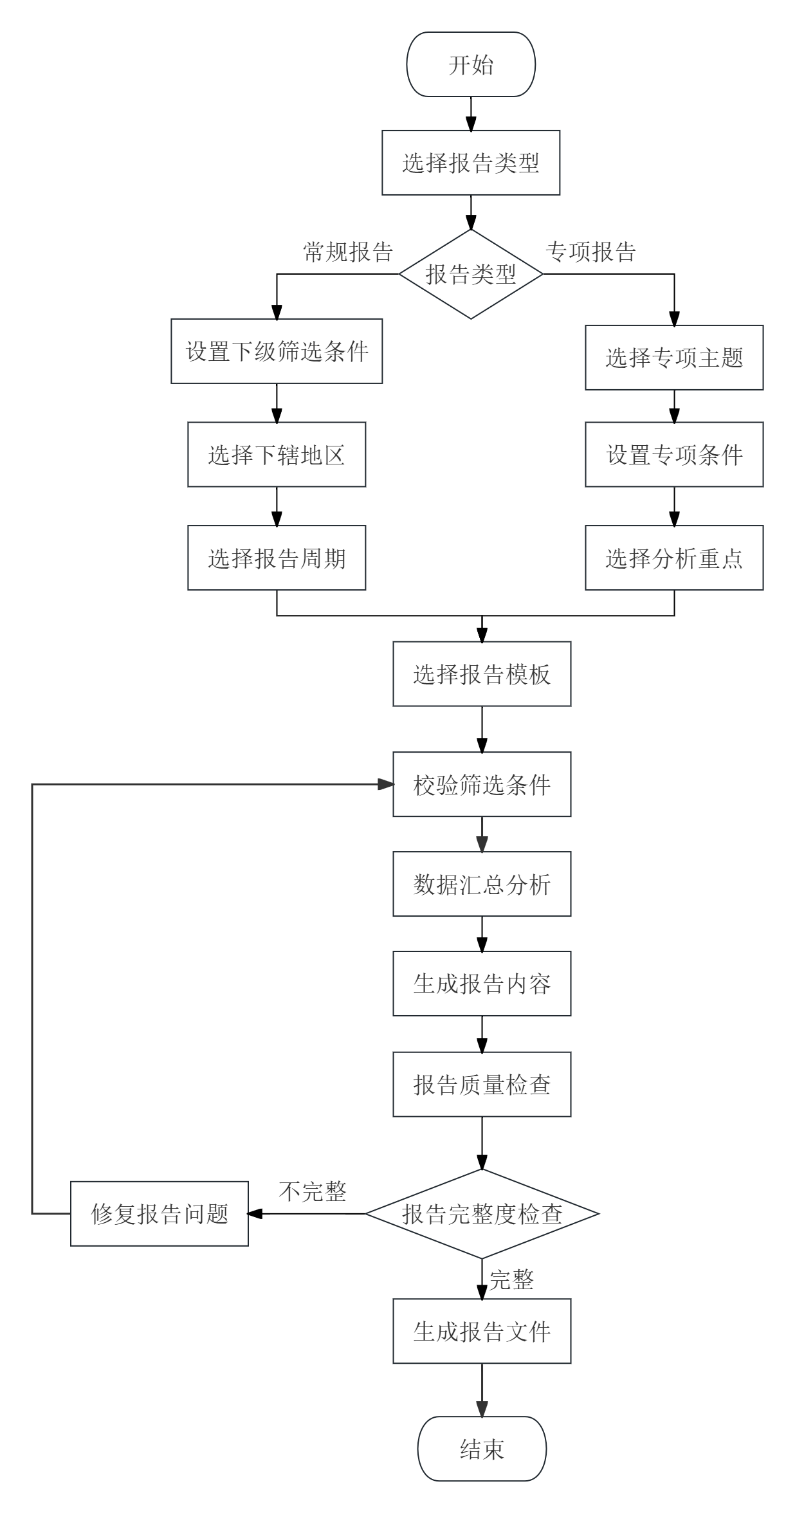 开始
选择报告类型
常规报告
专项报告
报告类型
设置下级筛选条件
选择专项主题
选择下辖地区
设置专项条件
选择报告周期
选择分析重点
选择报告模板
校验筛选条件
数据汇总分析
生成报告内容
报告质量检查
不完整
修复报告问题
报告完整度检查
完整
生成报告文件
结束